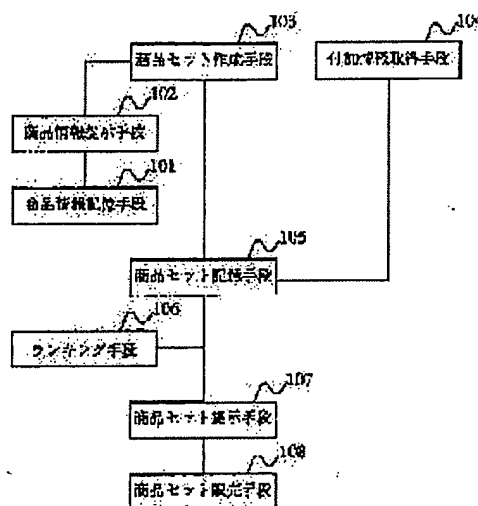 103
商品セット作成手段
104
付加情報取得手段
102
商品情報提示手段
101
商品情報記憶手段
105
商品セット記憶手段
106
ランキング手段
107
商品セット提示手段
108
商品セット販売手段